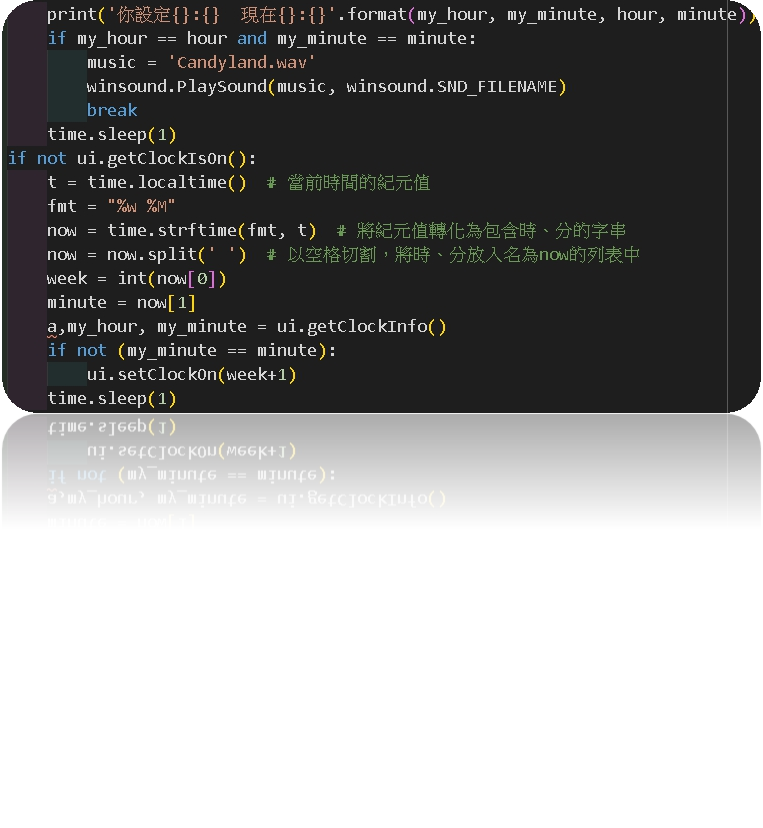 print('你設定{}:{}  現在{}:{}'.format(my_hour, my_minute, hour, minute))
if my_hour == hour and my_minute == minute:
music = 'Candyland.wav'
winsound.PlaySound(music, winsound.SND_FILENAME)
break
time.sleep(1)
if not ui.getClockIsOn():
t = time.localtime()  # 當前時間的紀元值
fmt = "%w %M"
now = time.strftime(fmt, t)  # 將紀元值轉化為包含時、分的字串
now = now.split(' ')  # 以空格切割，將時、分放入名為now的列表中
week = int(now[0])
minute = now[1]
a,my_hour, my_minute = ui.getClockInfo()
if not (my_minute == minute):
ui.setClockOn(week+1)
time.sleep(1)